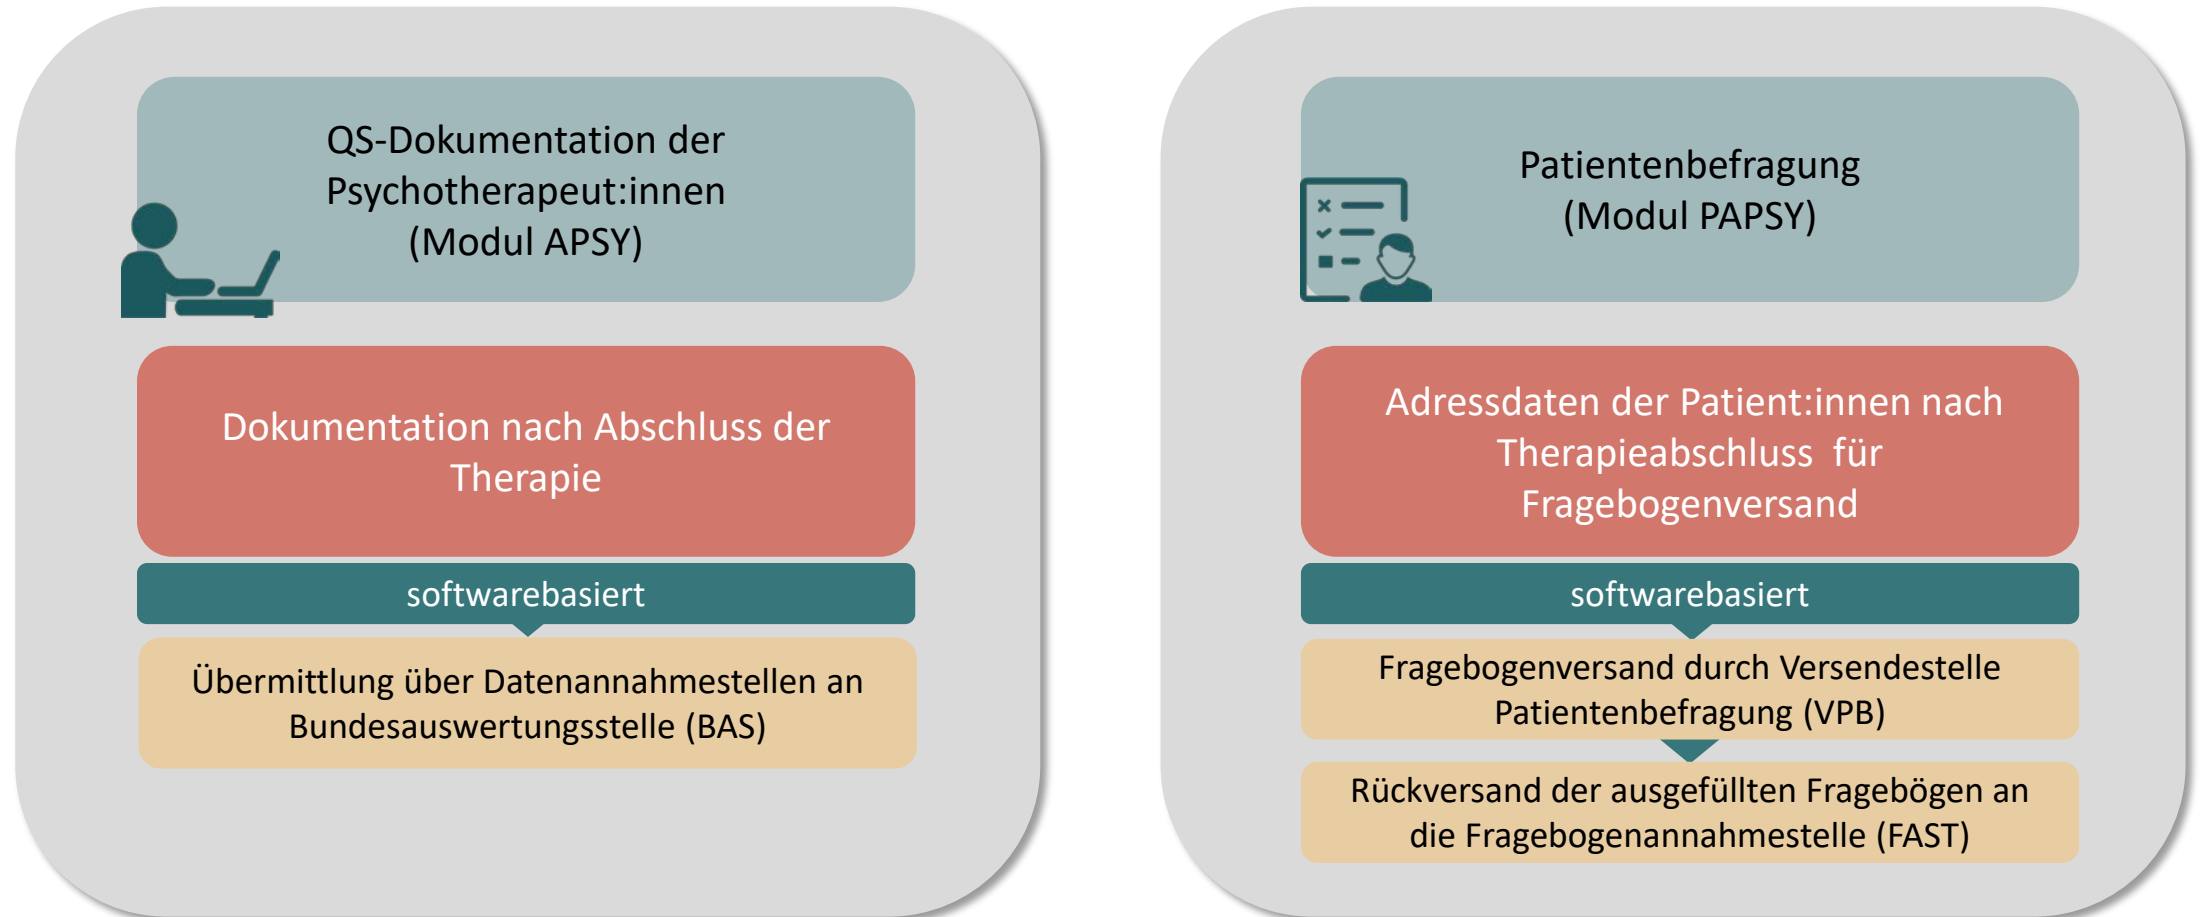 QS-Dokumentation der
Psychotherapeut:innen
(Modul APSY)
Dokumentation nach Abschluss der
Therapie
softwarebasiert
Übermittlung über Datenannahmestellen an
Bundesauswertungsstelle (BAS)
Patientenbefragung
(Modul PAPSY)
Adressdaten der Patient:innen nach
Therapieabschluss für
Fragebogenversand
softwarebasiert
Fragebogenversand durch Versendestelle
Patientenbefragung (VPB)
Rückversand der ausgefüllten Fragebögen an
die Fragebogenannahmestelle (FAST)